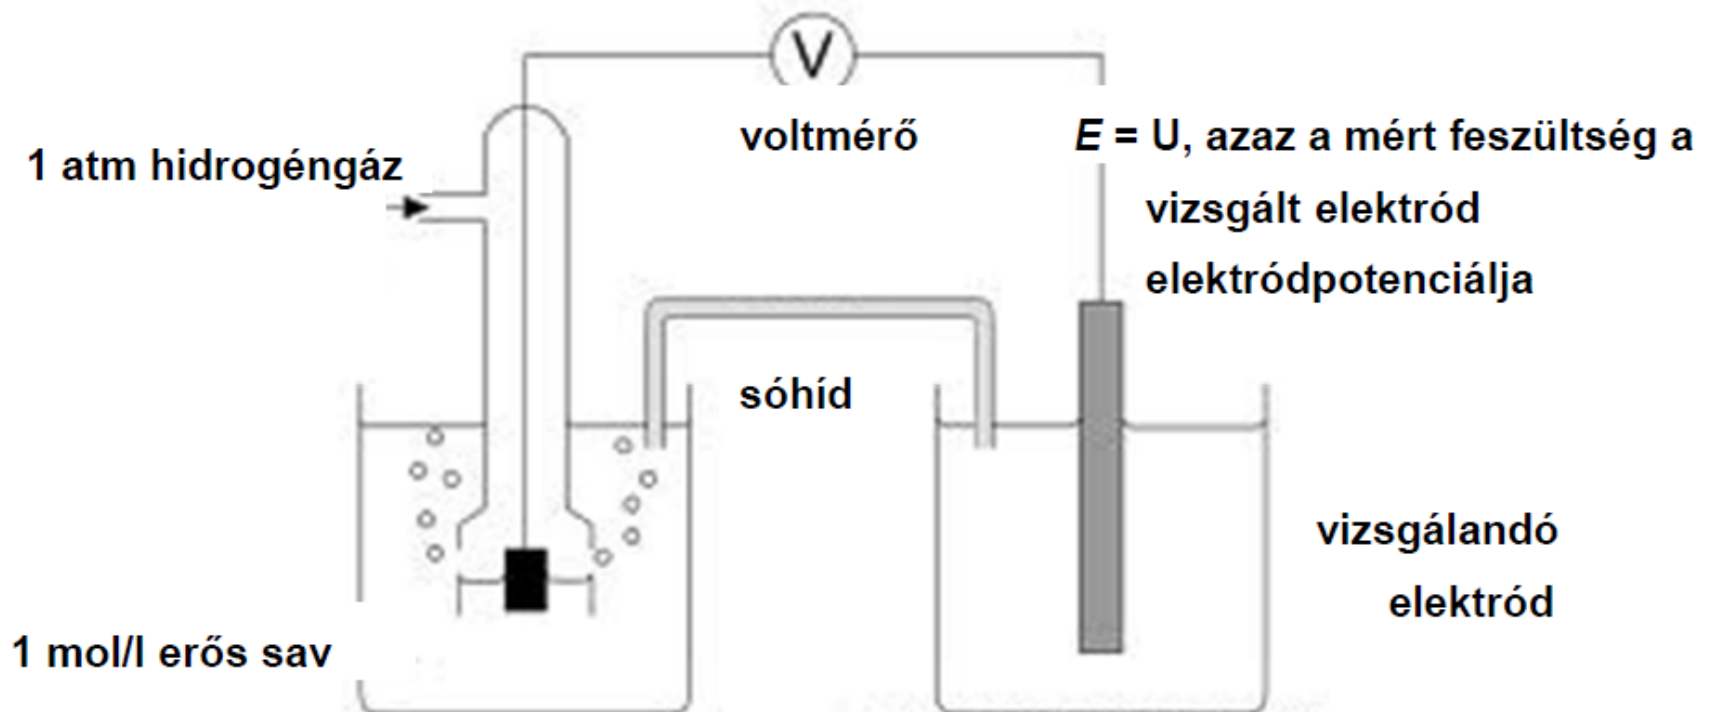 V
voltmérő
E = U, azaz a mért feszültség a
vizsgált elektród
elektródpotenciálja
1 atm hidrogéngáz
sóhíd
vizsgálandó
elektród
1 mol/l erős sav